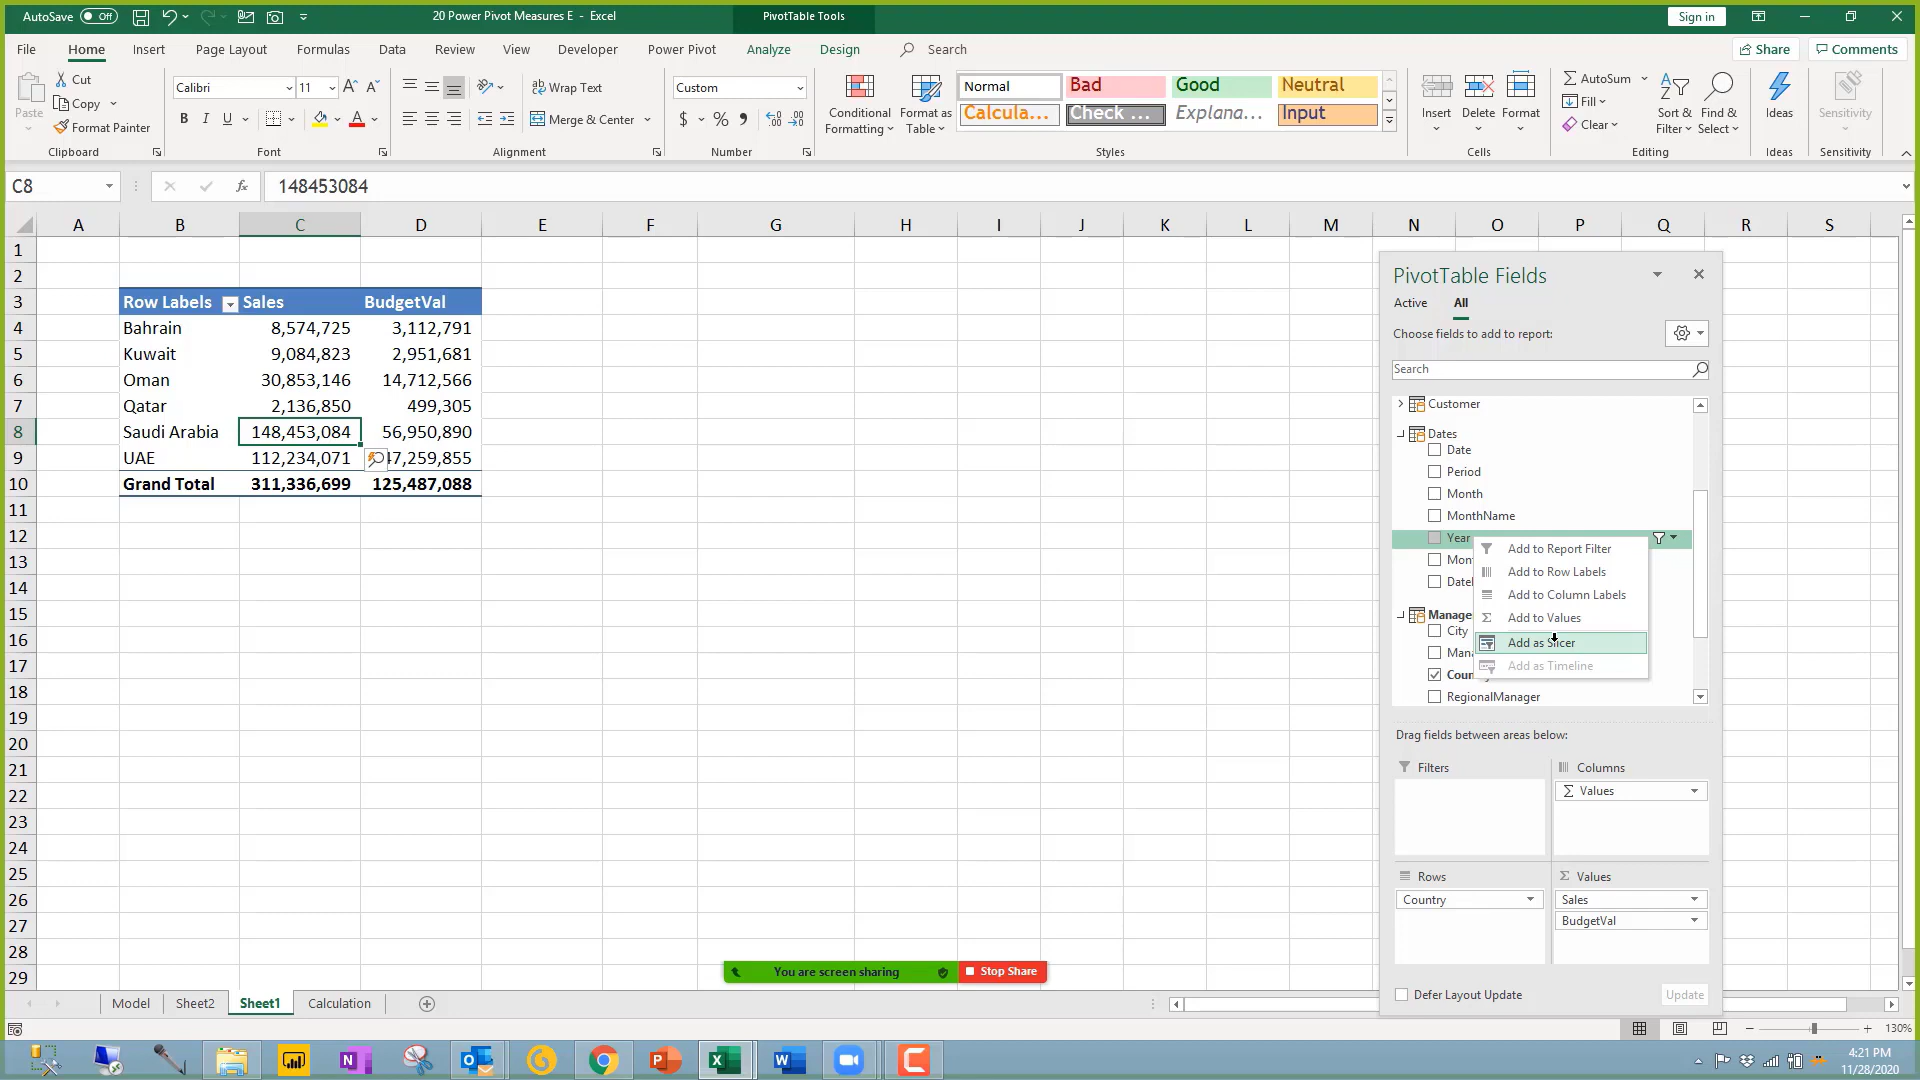 AutoSave Off
20 Power Pivot Measures E - Excel
PivotTable Tools
Sign in
File Home Insert Page Layout Formulas Data Review View Developer Power Pivot Analyze Design Search Share Comments
Paste
Cut
Copy
Format Painter
Clipboard
Calibri 11
B I U
Font
Wrap Text
Merge & Center
Alignment
Custom
$ %
Number
Conditional Formatting
Format as Table
Normal Bad Good Neutral
Calcula... Check ... Explana... Input
Styles
Insert Delete Format
Cells
AutoSum
Fill
Clear
Sort & Filter
Find & Select
Editing
Ideas
Ideas
Sensitivity
Sensitivity
C8 fx 148453084
A B C D E F G H I J K L M N O P Q R S
1
2
3 Row Labels Sales BudgetVal
4 Bahrain 8,574,725 3,112,791
5 Kuwait 9,084,823 2,951,681
6 Oman 30,853,146 14,712,566
7 Qatar 2,136,850 499,305
8 Saudi Arabia 148,453,084 56,950,890
9 UAE 112,234,071 47,259,855
10 Grand Total 311,336,699 125,487,088
11
12
13
14
15
16
17
18
19
20
21
22
23
24
25
26
27
28
29
PivotTable Fields
Active All
Choose fields to add to report:
Search
Customer
Dates
Date
Period
Month
MonthName
Year
Mon
DateI
Manage
City
Mana
Coun
RegionalManager
Add to Report Filter
Add to Row Labels
Add to Column Labels
Add to Values
Add as Slicer
Add as Timeline
Drag fields between areas below:
Filters Columns
Values
Rows Values
Country Sales
BudgetVal
Defer Layout Update Update
You are screen sharing Stop Share
Model Sheet2 Sheet1 Calculation
130%
4:21 PM
11/28/2020